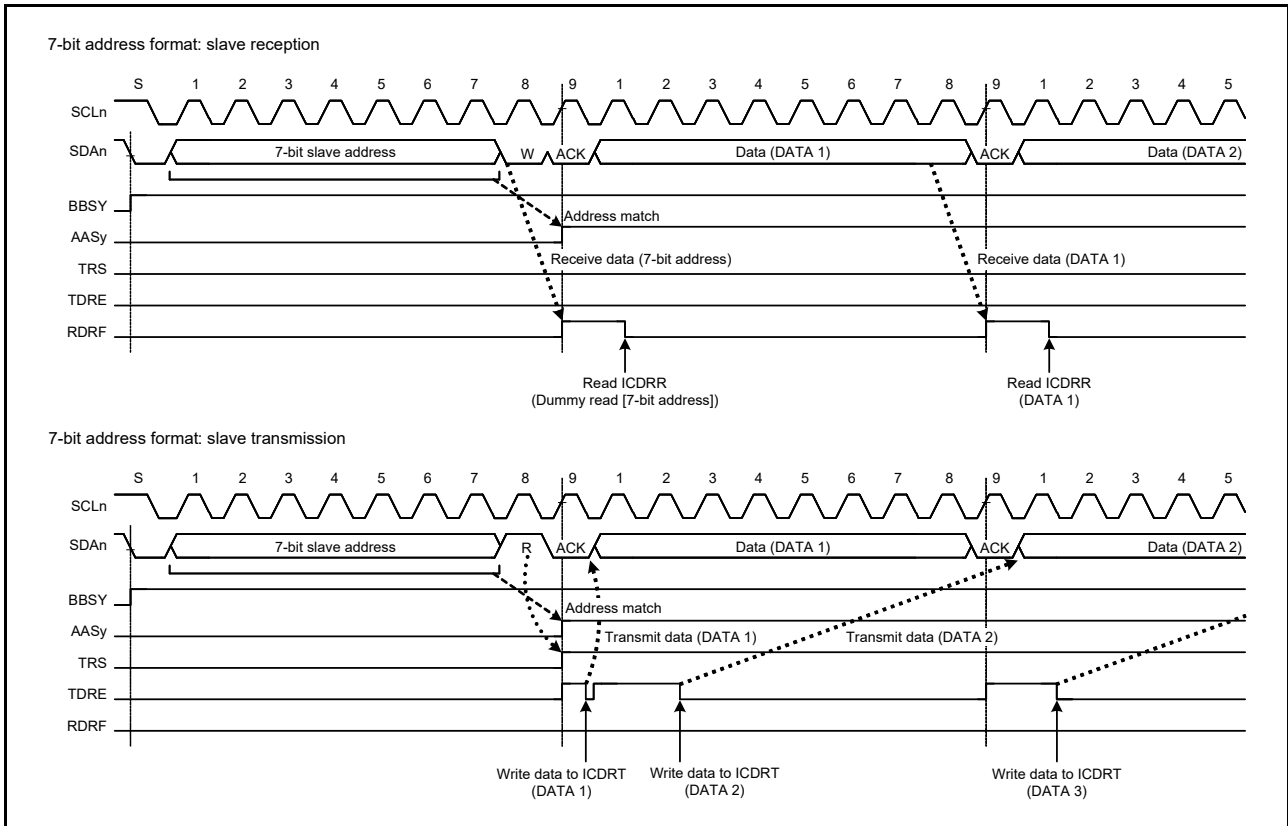 7-bit address format: slave reception
S 1 2 3 4 5 6 7 8 9 1 2 3 4 5 6 7 8 9 1 2 3 4 5
SCLn
SDAn 7-bit slave address W ACK Data (DATA 1) ACK Data (DATA 2)
BBSY
Address match
AASy
Receive data (7-bit address) Receive data (DATA 1)
TRS
TDRE
RDRF
Read ICDRR Read ICDRR
(Dummy read [7-bit address]) (DATA 1)
7-bit address format: slave transmission
S 1 2 3 4 5 6 7 8 9 1 2 3 4 5 6 7 8 9 1 2 3 4 5
SCLn
SDAn 7-bit slave address R ACK Data (DATA 1) ACK Data (DATA 2)
BBSY
Address match
AASy
Transmit data (DATA 1) Transmit data (DATA 2)
TRS
TDRE
RDRF
Write data to ICDRT Write data to ICDRT Write data to ICDRT
(DATA 1) (DATA 2) (DATA 3)